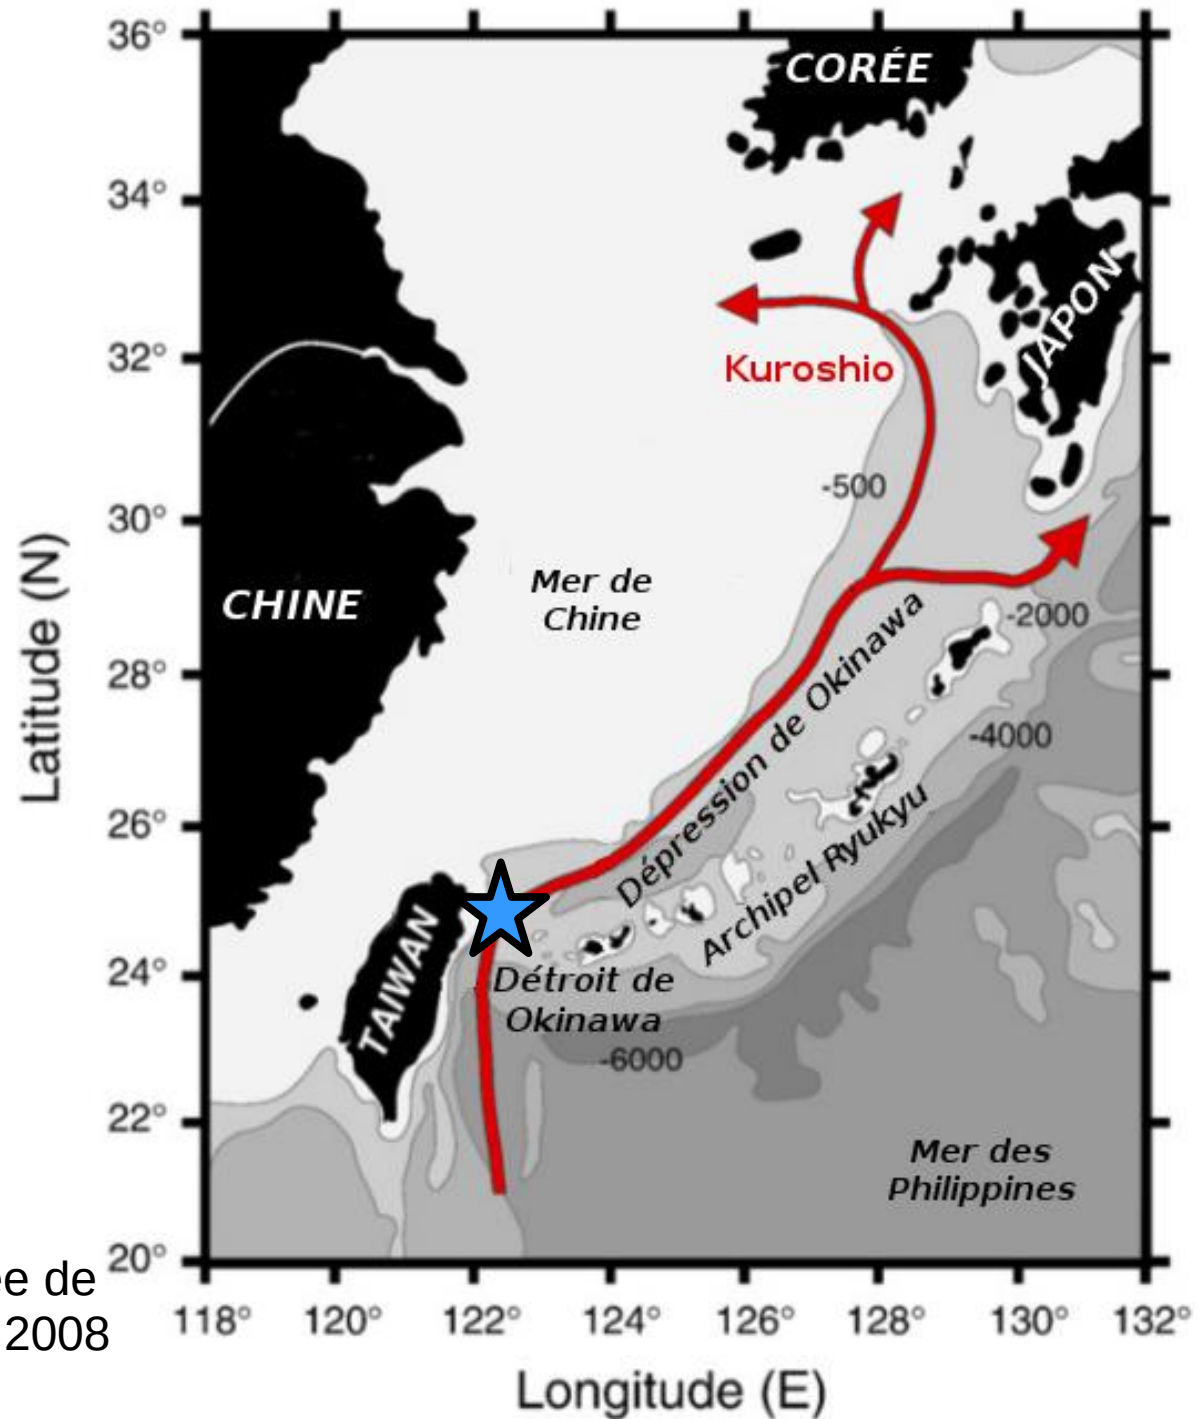 36°
34°
32°
30°
28°
26°
24°
22°
20°
Latitude (N)
CORÉE
JAPON
Kuroshio
-500
Mer de
Chine
CHINE
-2000
Dépression de Okinawa
-4000
Archipel Ryukyu
TAIWAN
Détroit de
Okinawa
-6000
Mer des
Philippines
de
2008
118° 120° 122° 124° 126° 128° 130° 132°
Longitude (E)